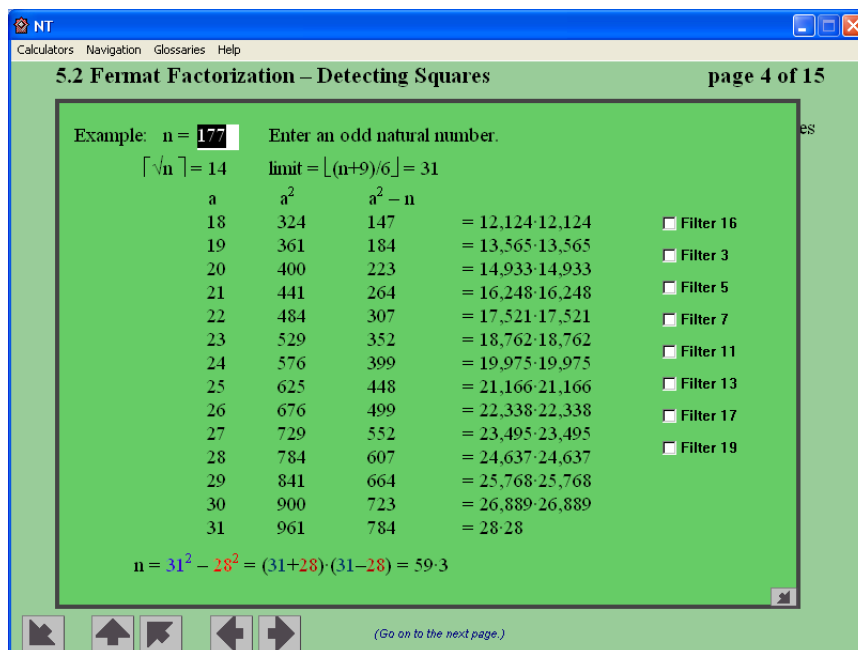 NT
Calculators Navigation Glossaries Help
5.2 Fermat Factorization – Detecting Squares page 4 of 15
es
Example: n = 177 Enter an odd natural number.
⌈√n⌉ = 14 limit = ⌊(n+9)/6⌋ = 31
a a² a² – n
18 324 147 = 12,124·12,124 Filter 16
19 361 184 = 13,565·13,565
20 400 223 = 14,933·14,933 Filter 3
21 441 264 = 16,248·16,248 Filter 5
22 484 307 = 17,521·17,521 Filter 7
23 529 352 = 18,762·18,762
24 576 399 = 19,975·19,975 Filter 11
25 625 448 = 21,166·21,166 Filter 13
26 676 499 = 22,338·22,338
27 729 552 = 23,495·23,495 Filter 17
28 784 607 = 24,637·24,637 Filter 19
29 841 664 = 25,768·25,768
30 900 723 = 26,889·26,889
31 961 784 = 28·28
n = 31² – 28² = (31+28)·(31–28) = 59·3
(Go on to the next page.)